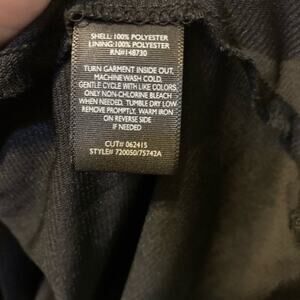 SHELL: 100% POLYESTER
LINING: 100% POLYESTER
RN#148730
TURN GARMENT INSIDE OUT,
MACHINE WASH COLD,
GENTLE CYCLE WITH LIKE COLORS,
ONLY NON-CHLORINE BLEACH
WHEN NEEDED, TUMBLE DRY LOW
REMOVE PROMPTLY, WARM IRON
ON REVERSE SIDE
IF NEEDED
CUT# 062415
STYLE# 720050/75742A